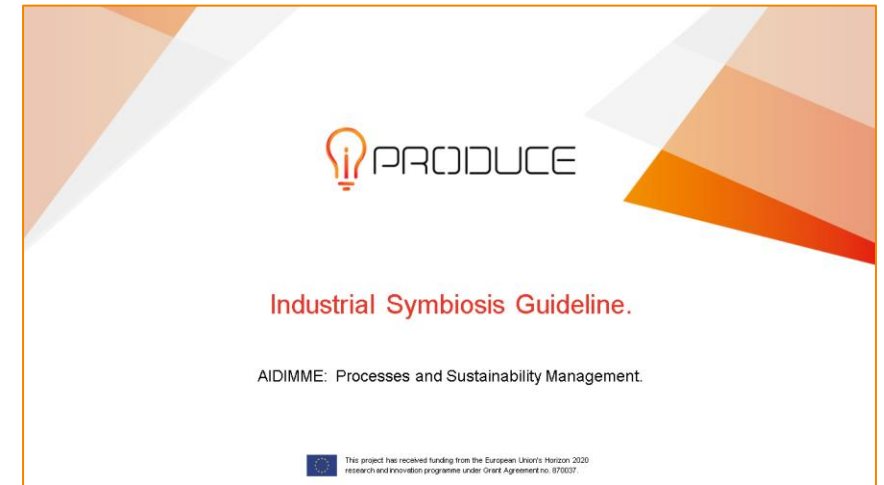 i PRODUCE
Industrial Symbiosis Guideline.
AIDIMME: Processes and Sustainability Management.
This project has received funding from the European Union's Horizon 2020
research and innovation programme under Grant Agreement no. 870037.